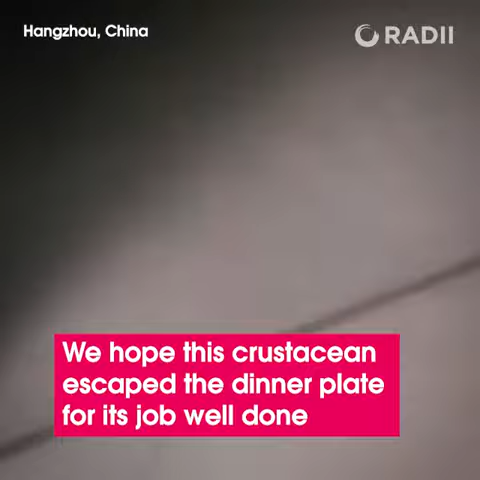 Hangzhou, China
RADII
We hope this crustacean
escaped the dinner plate
for its job well done